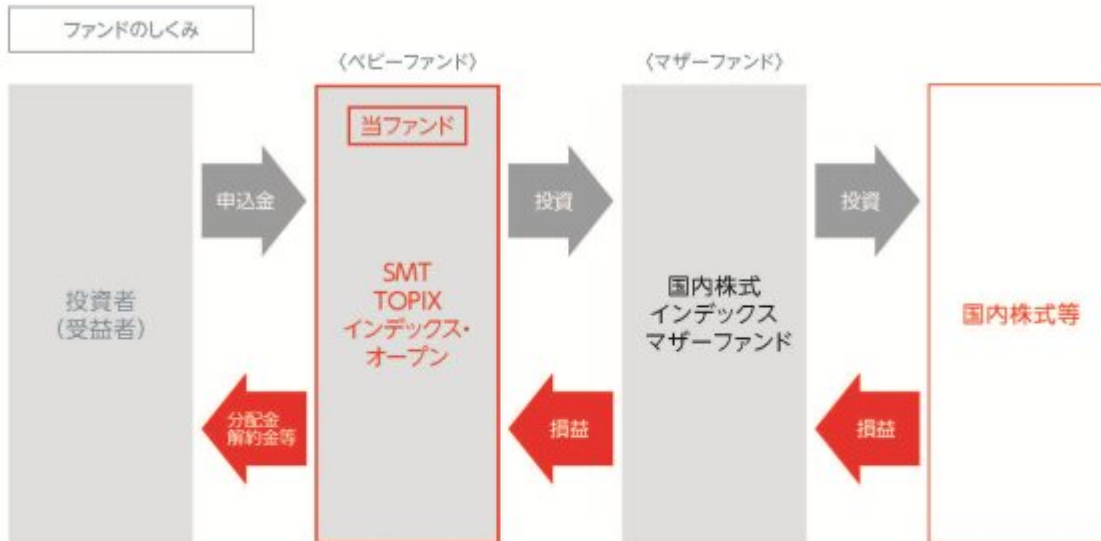 ファンドのしくみ
〈ベビーファンド〉
〈マザーファンド〉
当ファンド
申込金
投資
投資
投資者
(受益者)
SMT
TOPIX
インデックス・
オープン
国内株式
インデックス
マザーファンド
国内株式等
分配金
解約金等
損益
損益